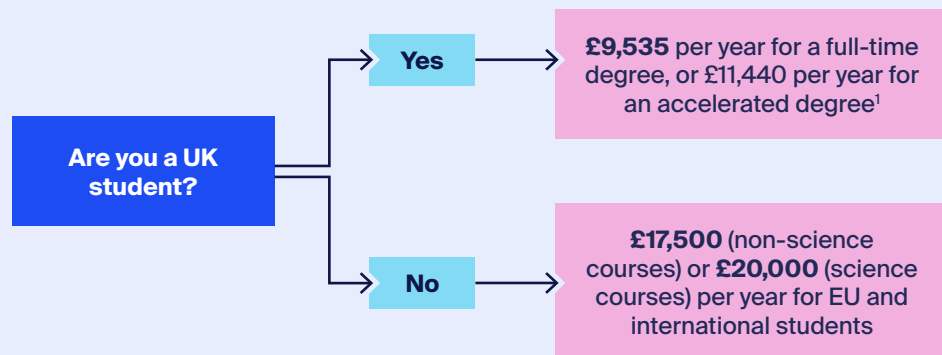 Are you a UK
student?
Yes
£9,535 per year for a full-time
degree, or £11,440 per year for
an accelerated degree¹
No
£17,500 (non-science
courses) or £20,000 (science
courses) per year for EU and
international students